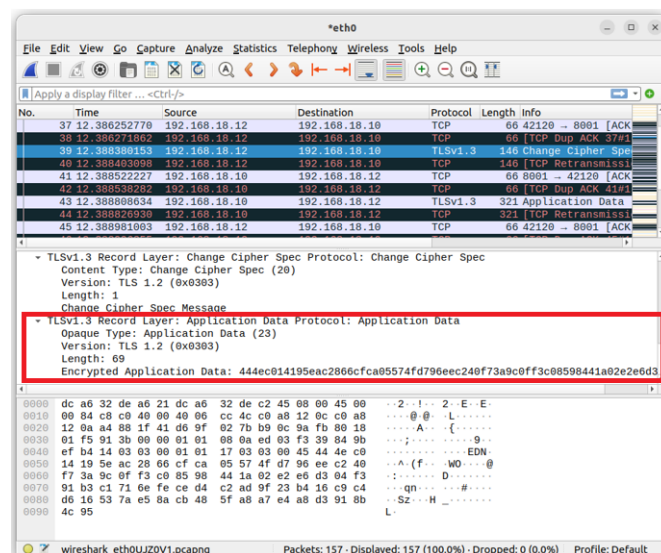 *eth0
File Edit View Go Capture Analyze Statistics Telephony Wireless Tools Help
Apply a display filter ... <Ctrl-/>
No. Time Source Destination Protocol Length Info
37 12.386252770 192.168.18.12 192.168.18.10 TCP 66 42120 → 8001 [ACK
38 12.386271862 192.168.18.12 192.168.18.10 TCP 66 [TCP Dup ACK 37#1
39 12.388380153 192.168.18.12 192.168.18.10 TLSv1.3 146 Change Cipher Spe
40 12.388403098 192.168.18.12 192.168.18.10 TCP 146 [TCP Retransmissi
41 12.388522227 192.168.18.10 192.168.18.12 TCP 66 8001 → 42120 [ACK
42 12.388538282 192.168.18.10 192.168.18.12 TCP 66 [TCP Dup ACK 41#1
43 12.388808634 192.168.18.10 192.168.18.12 TLSv1.3 321 Application Data
44 12.388826930 192.168.18.10 192.168.18.12 TCP 321 [TCP Retransmissi
45 12.388981003 192.168.18.12 192.168.18.10 TCP 66 42120 → 8001 [ACK
TLSv1.3 Record Layer: Change Cipher Spec Protocol: Change Cipher Spec
Content Type: Change Cipher Spec (20)
Version: TLS 1.2 (0x0303)
Length: 1
Change Cipher Spec Message
TLSv1.3 Record Layer: Application Data Protocol: Application Data
Opaque Type: Application Data (23)
Version: TLS 1.2 (0x0303)
Length: 69
Encrypted Application Data: 444ec014195eac2866cfca05574fd796eec240f73a9c0ff3c08598441a02e2e6d3
0000 dc a6 32 de a6 21 dc a6 32 de c2 45 08 00 45 00 ··2··!·· 2··E··E·
0010 00 84 c8 c0 40 00 40 06 cc 4c c0 a8 12 0c c0 a8 ····@·@· ·L······
0020 12 0a a4 88 1f 41 d6 9f 02 7b b9 0c 9a fb 80 18 ·····A·· ·{······
0030 01 f5 91 3b 00 00 01 01 08 0a ed 03 f3 39 84 9b ···;···· ·····9··
0040 ef b4 14 03 03 00 01 01 17 03 03 00 45 44 4e c0 ········ ····EDN·
0050 14 19 5e ac 28 66 cf ca 05 57 4f d7 96 ee c2 40 ··^·(f·· ·WO····@
0060 f7 3a 9c 0f f3 c0 85 98 44 1a 02 e2 e6 d3 04 f3 ·:······ D·······
0070 91 b3 c1 71 6e fe ce d4 c2 ad 9f 23 b4 16 c9 c4 ···qn··· ···#····
0080 d6 16 53 7a e5 8a cb 48 5f a8 a7 e4 a8 d3 91 8b ··Sz···H _·······
0090 4c 95 L·
wireshark_eth0UJZ0V1.pcapng Packets: 157 · Displayed: 157 (100.0%) · Dropped: 0 (0.0%) Profile: Default